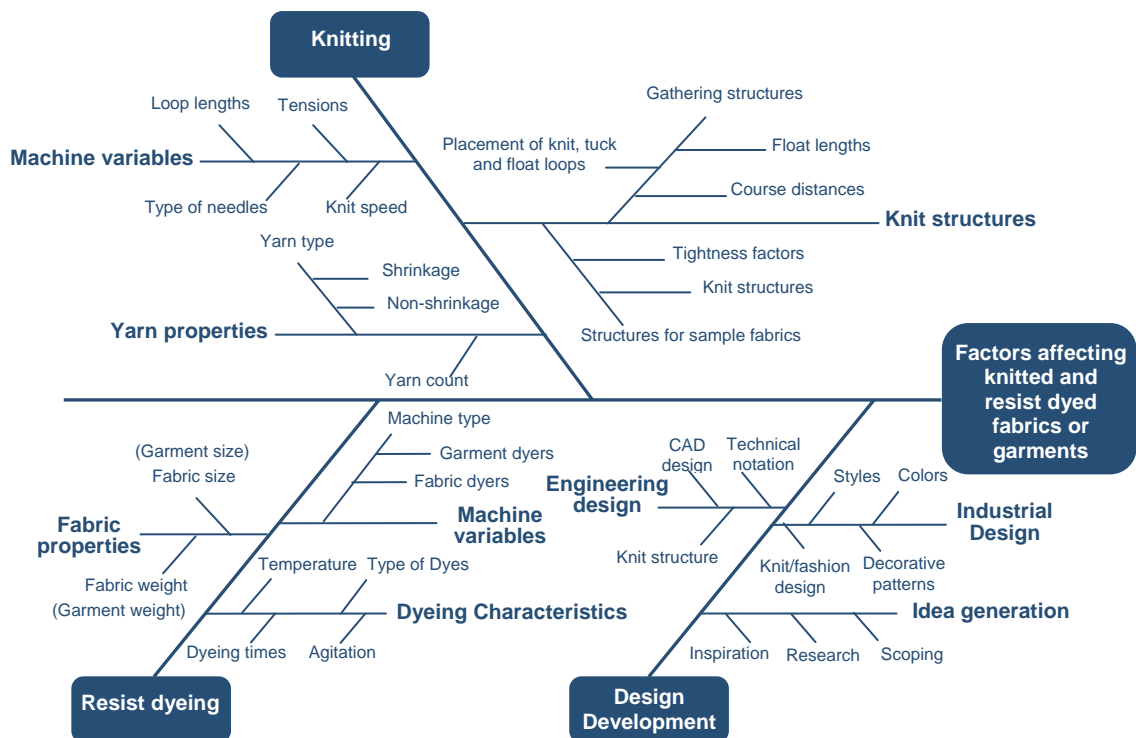 Knitting
Gathering structures
Loop lengths
Tensions
Placement of knit, tuck
and float loops
Float lengths
Machine variables
Course distances
Type of needles
Knit speed
Knit structures
Yarn type
Tightness factors
Shrinkage
Knit structures
Non-shrinkage
Yarn properties
Structures for sample fabrics
Yarn count
Factors affecting
knitted and
resist dyed
fabrics or
garments
Machine type
(Garment size)
Fabric size
Garment dyers
Fabric dyers
CAD
design
Technical
notation
Engineering
design
Styles
Colors
Fabric
properties
Machine
variables
Industrial
Design
Knit structure
Knit/fashion
design
Decorative
patterns
Fabric weight
(Garment weight)
Temperature
Type of Dyes
Dyeing Characteristics
Idea generation
Dyeing times
Agitation
Inspiration
Research
Scoping
Resist dyeing
Design
Development